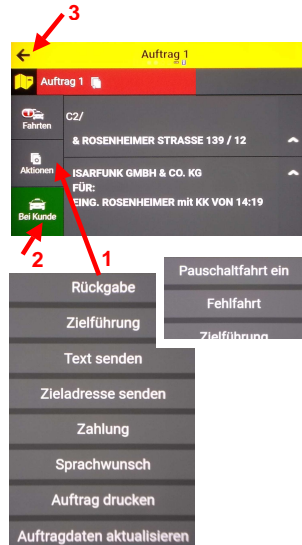 3
Auftrag 1
Auftrag 1
Fahrten
C2/
& ROSENHEIMER STRASSE 139 / 12
Aktionen
ISARFUNK GMBH & CO. KG
FÜR:
EING. ROSENHEIMER mit KK VON 14:19
Bei Kunde
2
1
Rückgabe
Zielführung
Text senden
Zieladresse senden
Zahlung
Sprachwunsch
Auftrag drucken
Auftragdaten aktualisieren
Pauschaltfahrt ein
Fehlfahrt
Zielführung